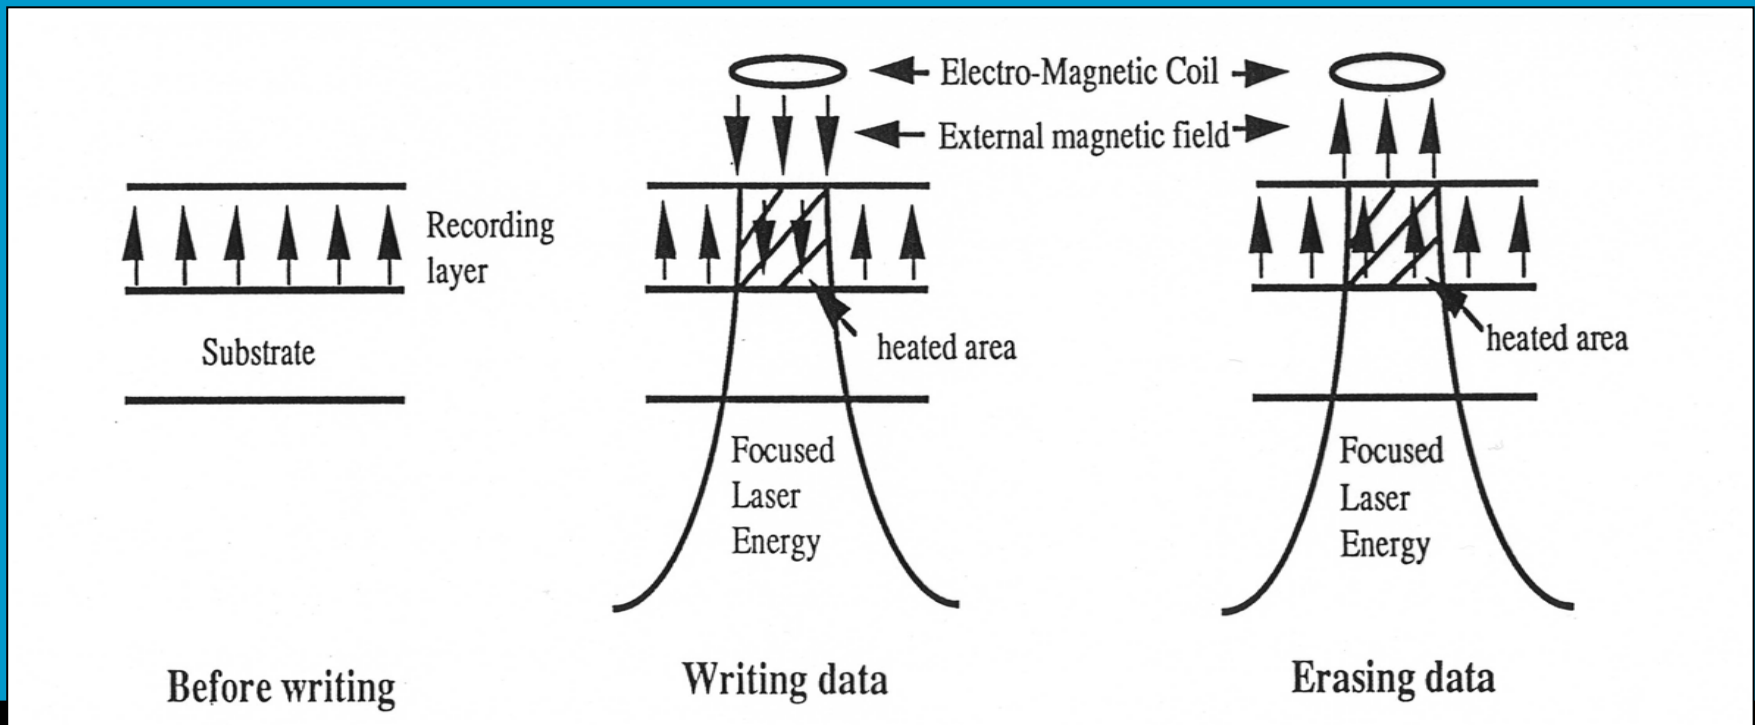 Electro-Magnetic Coil
External magnetic field
Recording
layer
Substrate
heated area
heated area
Focused
Laser
Energy
Focused
Laser
Energy
Before writing
Writing data
Erasing data